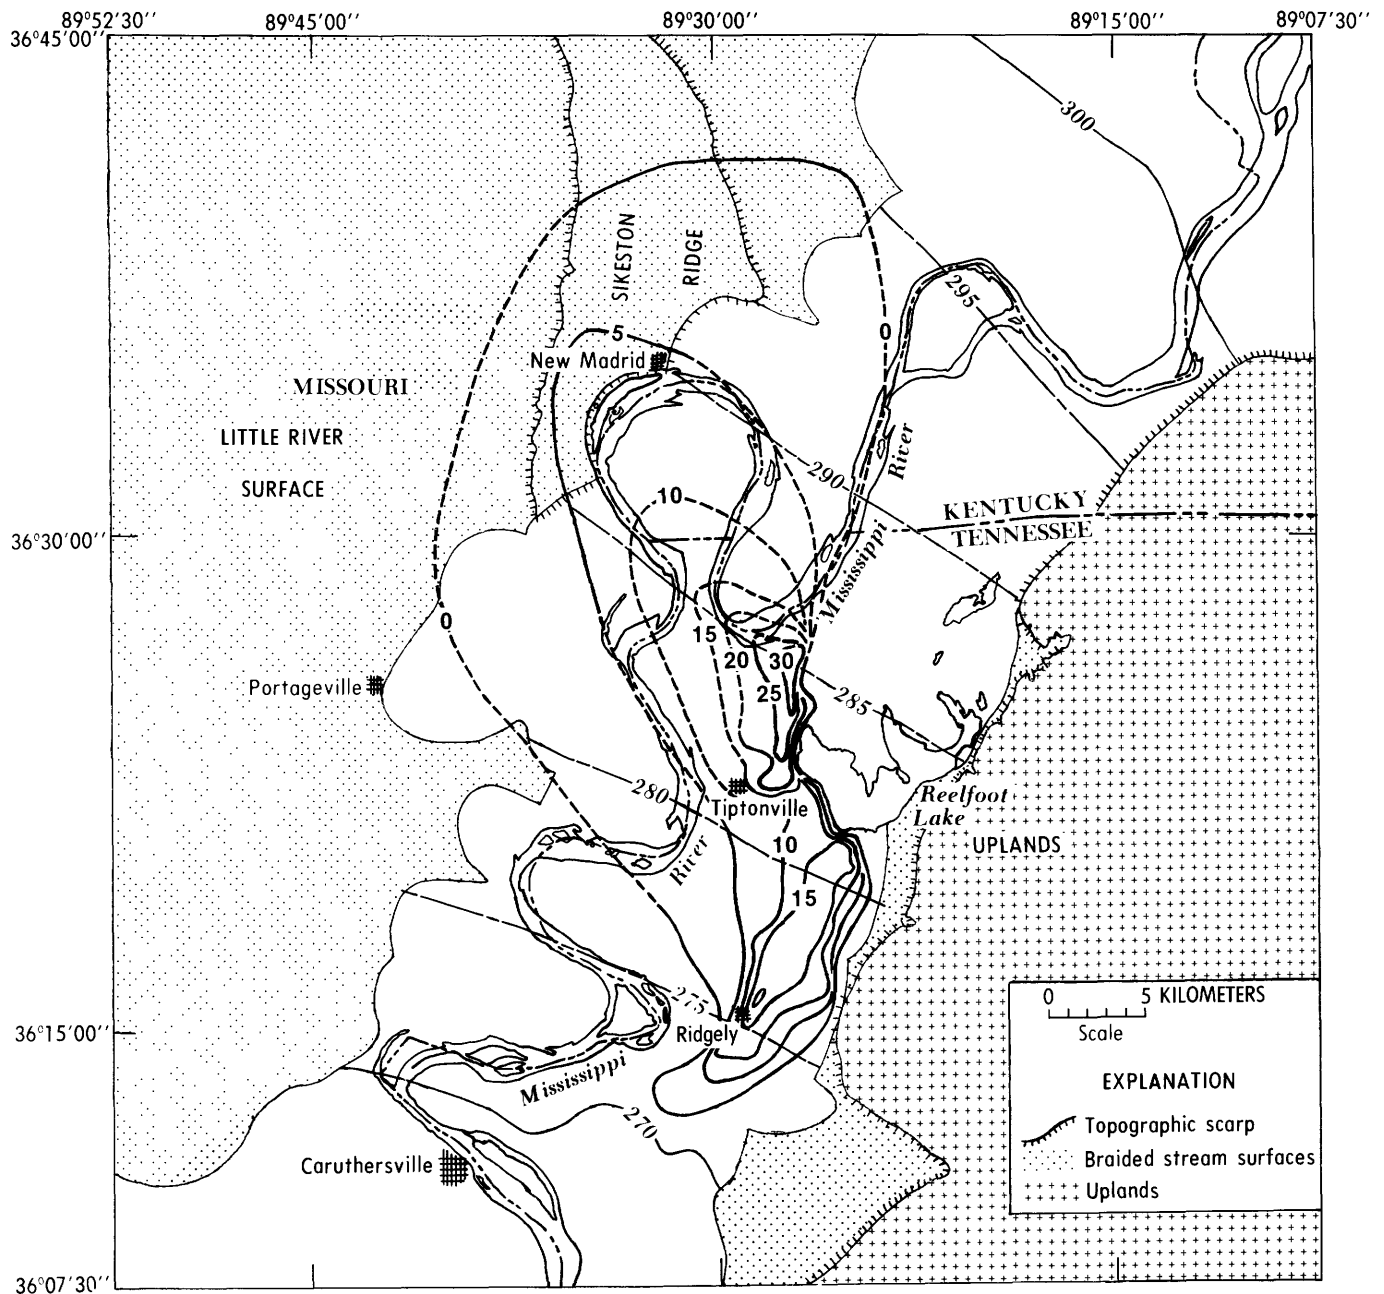 89°52'30''
89°45'00''
89°30'00''
89°15'00''
89°07'30''
36°45'00''
300
SIKESTON
RIDGE
295
0
5
New Madrid
MISSOURI
LITTLE RIVER
SURFACE
River
290
10
KENTUCKY
TENNESSEE
36°30'00''
Mississippi
0
15
20
30
25
285
Portageville
280
Tiptonville
Reelfoot
Lake
UPLANDS
10
River
15
275
Ridgely
36°15'00''
Mississippi
270
Caruthersville
36°07'30''
0 5 KILOMETERS
Scale
EXPLANATION
Topographic scarp
Braided stream surfaces
Uplands